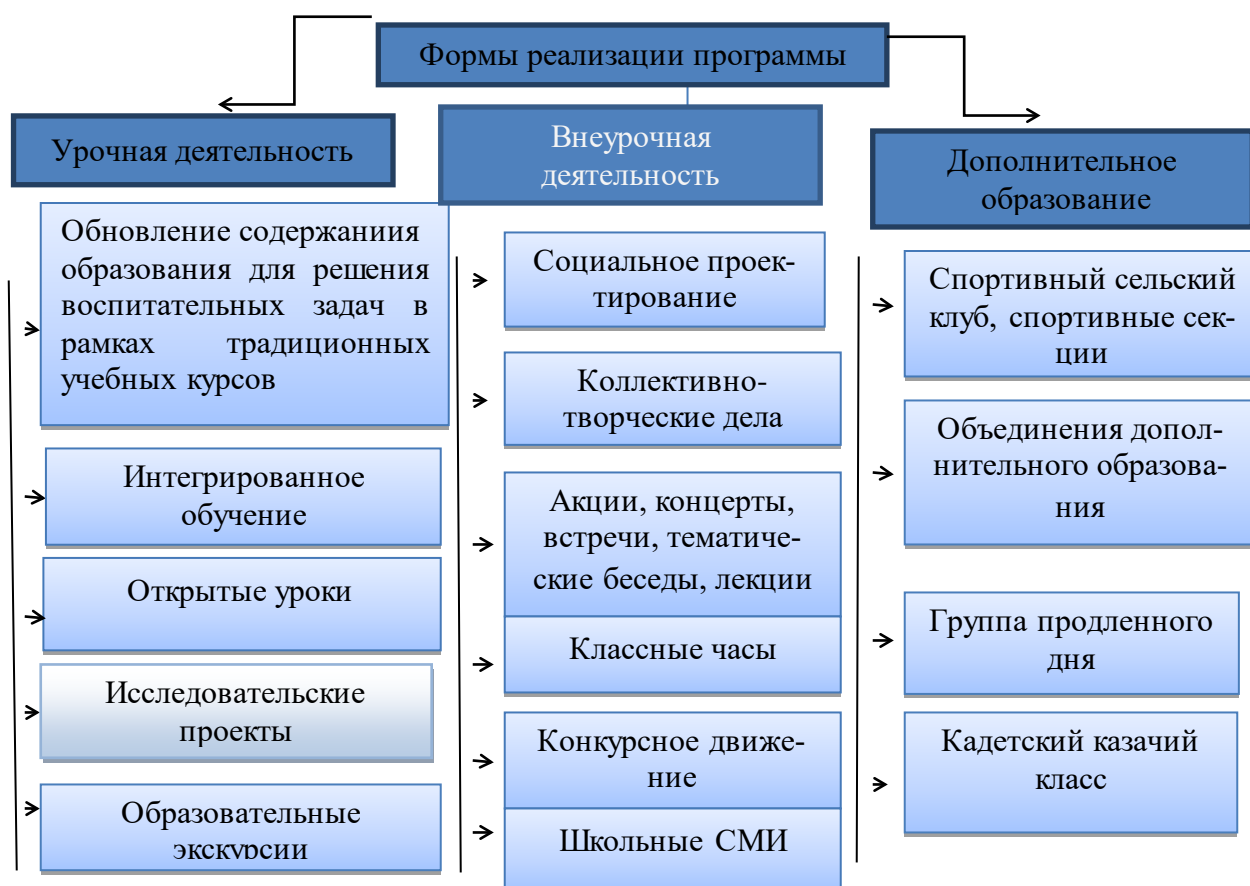 Формы реализации программы
Урочная деятельность
Обновление содержаниия
образования для решения
воспитательных задач в
рамках традиционных
учебных курсов
Интегрированное
обучение
Открытые уроки
Исследовательские
проекты
Образовательные
экскурсии
Внеурочная
деятельность
Социальное проек-
тирование
Коллективно-
творческие дела
Акции, концерты,
встречи, тематиче-
ские беседы, лекции
Классные часы
Конкурсное движе-
ние
Школьные СМИ
Дополнительное
образование
Спортивный сельский
клуб, спортивные сек-
ции
Объединения допол-
нительного образова-
ния
Группа продленного
дня
Кадетский казачий
класс